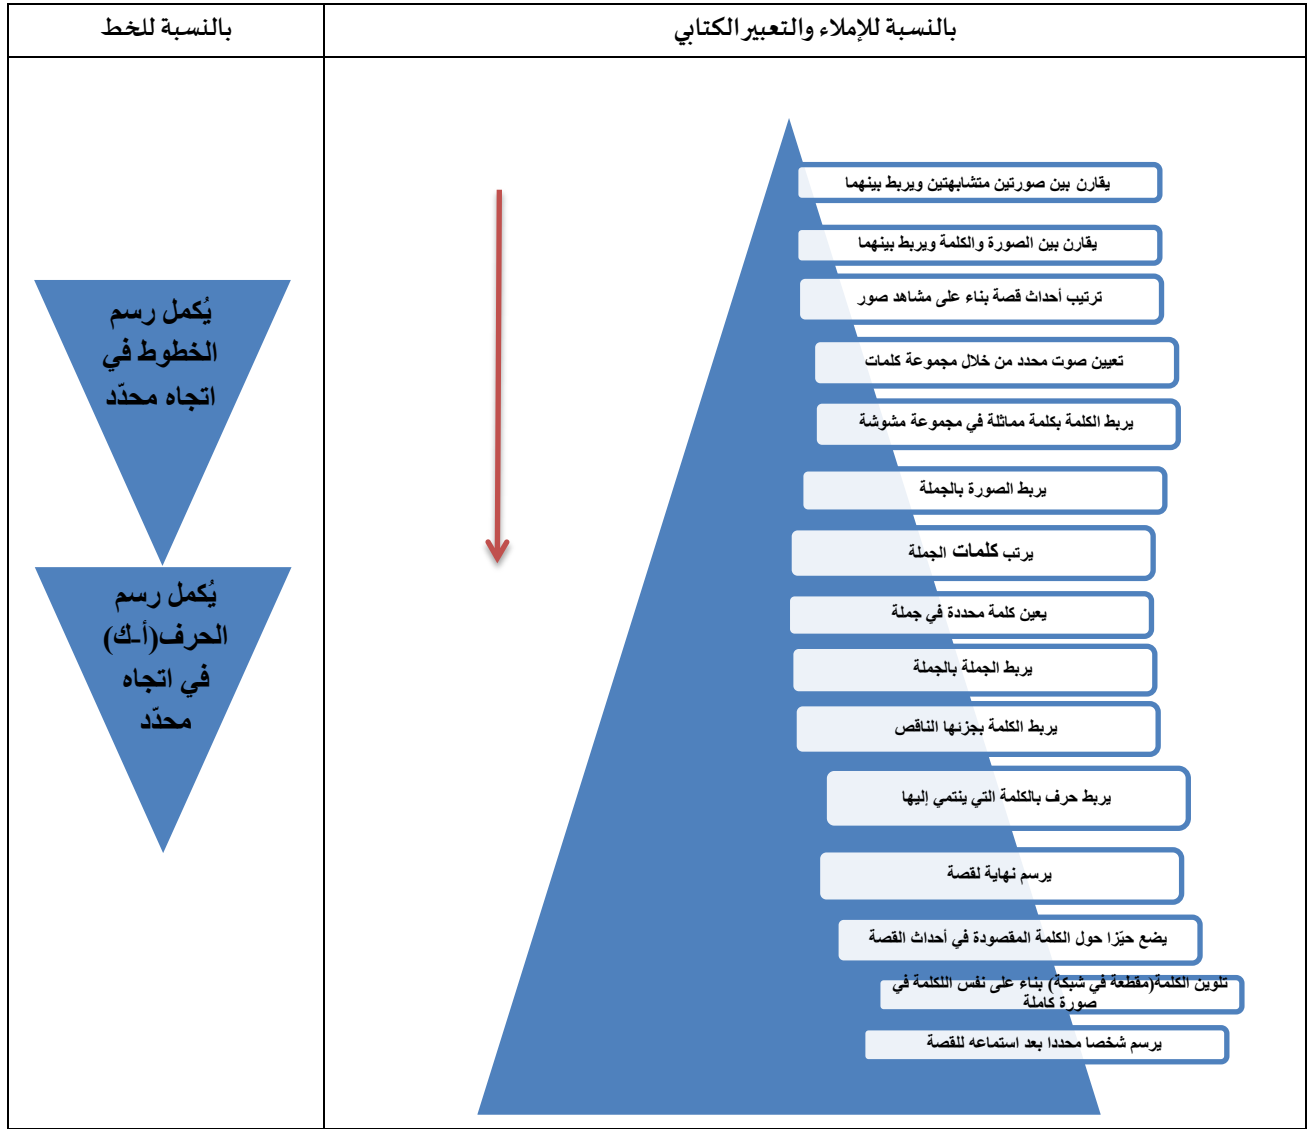 بالنسبة للإملاء والتعبير الكتابي
بالنسبة للخط
يقارن بين صورتين متشابهتين ويربط بينهما
يقارن بين الصورة والكلمة ويربط بينهما
ترتيب أحداث قصة بناء على مشاهد صور
تعيين صوت محدد من خلال مجموعة كلمات
يربط الكلمة بكلمة مماثلة في مجموعة مشوشة
يربط الصورة بالجملة
يرتب كلمات الجملة
يعين كلمة محددة في جملة
يربط الجملة بالجملة
يربط الكلمة بجزئها الناقص
يربط حرف بالكلمة التي ينتمي إليها
يرسم نهاية لقصة
يضع حيّزا حول الكلمة المقصودة في أحداث القصة
تلوين الكلمة(مقطعة في شبكة) بناء على نفس اللكلمة في
صورة كاملة
يرسم شخصا محددا بعد استماعه للقصة
يُكمل رسم
الخطوط في
اتجاه محدّد
يُكمل رسم
الحرف(أ-ك)
في اتجاه
محدّد